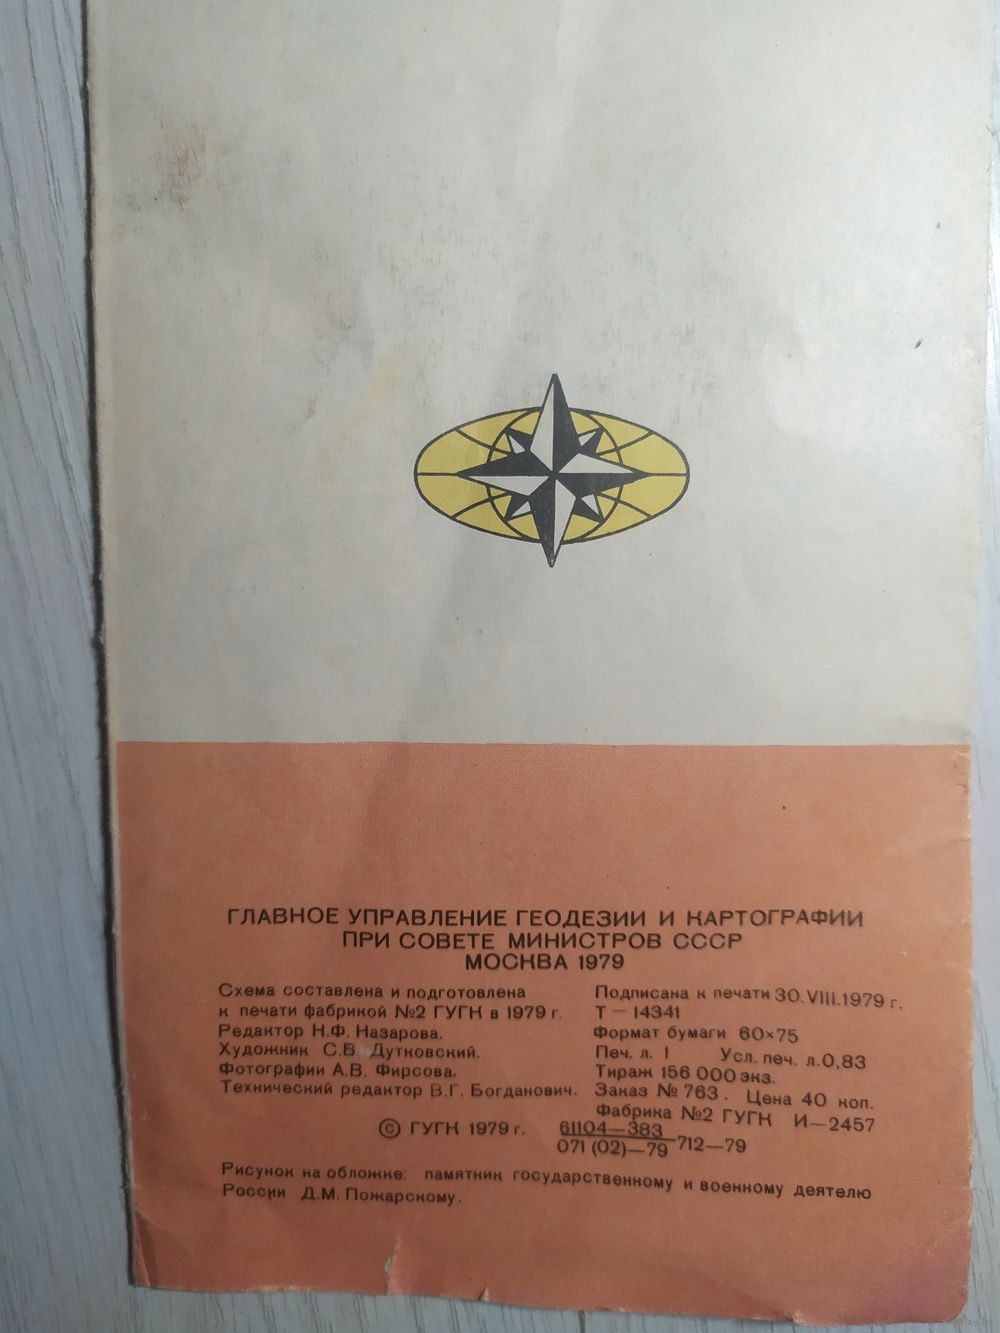 ГЛАВНОЕ УПРАВЛЕНИЕ ГЕОДЕЗИИ И КАРТОГРАФИИ
ПРИ СОВЕТЕ МИНИСТРОВ СССР
МОСКВА 1979
Схема составлена и подготовлена
к печати фабрикой №2 ГУГК в 1979 г.
Редактор Н.Ф. Назарова.
Художник С.В. Дутковский.
Фотографии А.В. Фирсова.
Технический редактор В.Г. Богданович.
Подписана к печати 30.VIII.1979 г.
Т — 14341
Формат бумаги 60×75
Печ. л. 1 Усл. печ. л.0,83
Тираж 156 000 экз.
Заказ № 763. Цена 40 коп.
Фабрика №2 ГУГК И—2457
© ГУГК 1979 г.
61104—383
071 (02)—79 712—79
Рисунок на обложке: памятник государственному и военному деятелю
России Д.М. Пожарскому.